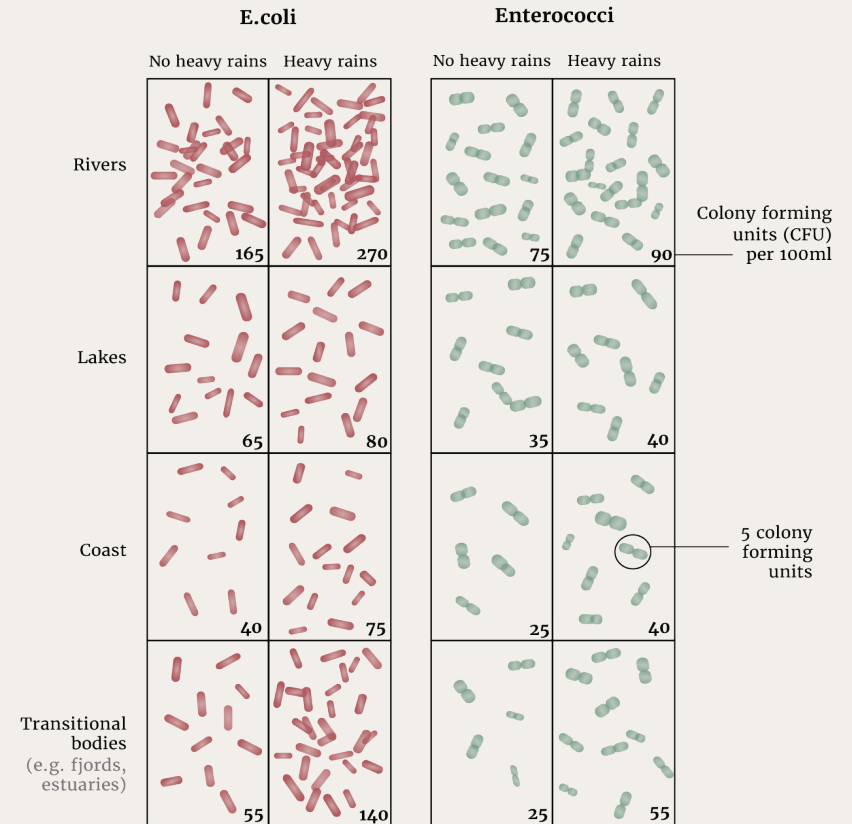 E.coli
Enterococci
No heavy rains
Heavy rains
No heavy rains
Heavy rains
Rivers
165
270
75
90
Colony forming
units (CFU)
per 100ml
Lakes
65
80
35
40
Coast
40
75
25
40
5 colony
forming
units
Transitional
bodies
(e.g. fjords,
estuaries)
55
140
25
55